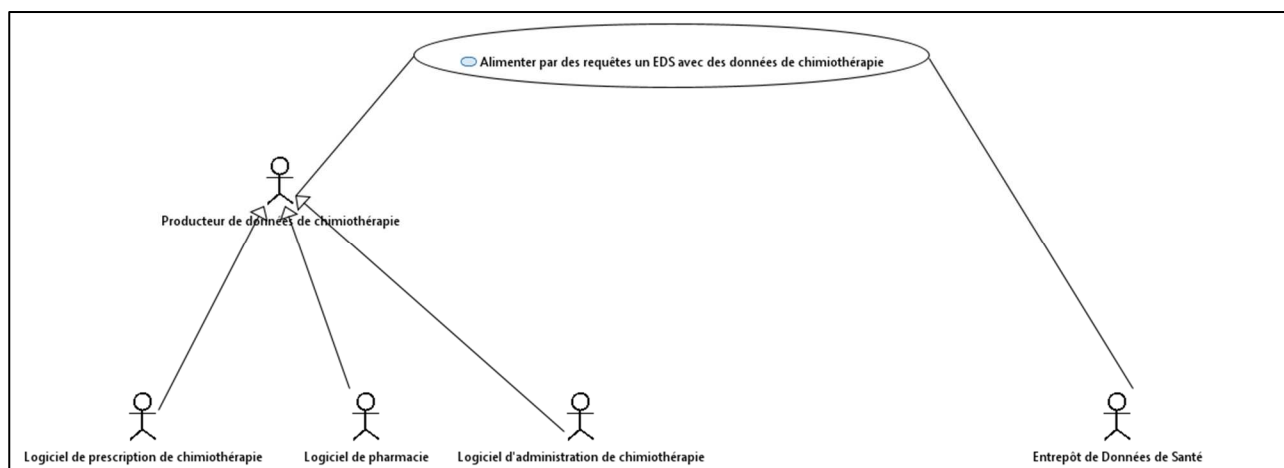 Alimenter par des requêtes un EDS avec des données de chimiothérapie
Producteur de données de chimiothérapie
Logiciel de prescription de chimiothérapie
Logiciel de pharmacie
Logiciel d'administration de chimiothérapie
Entrepôt de Données de Santé